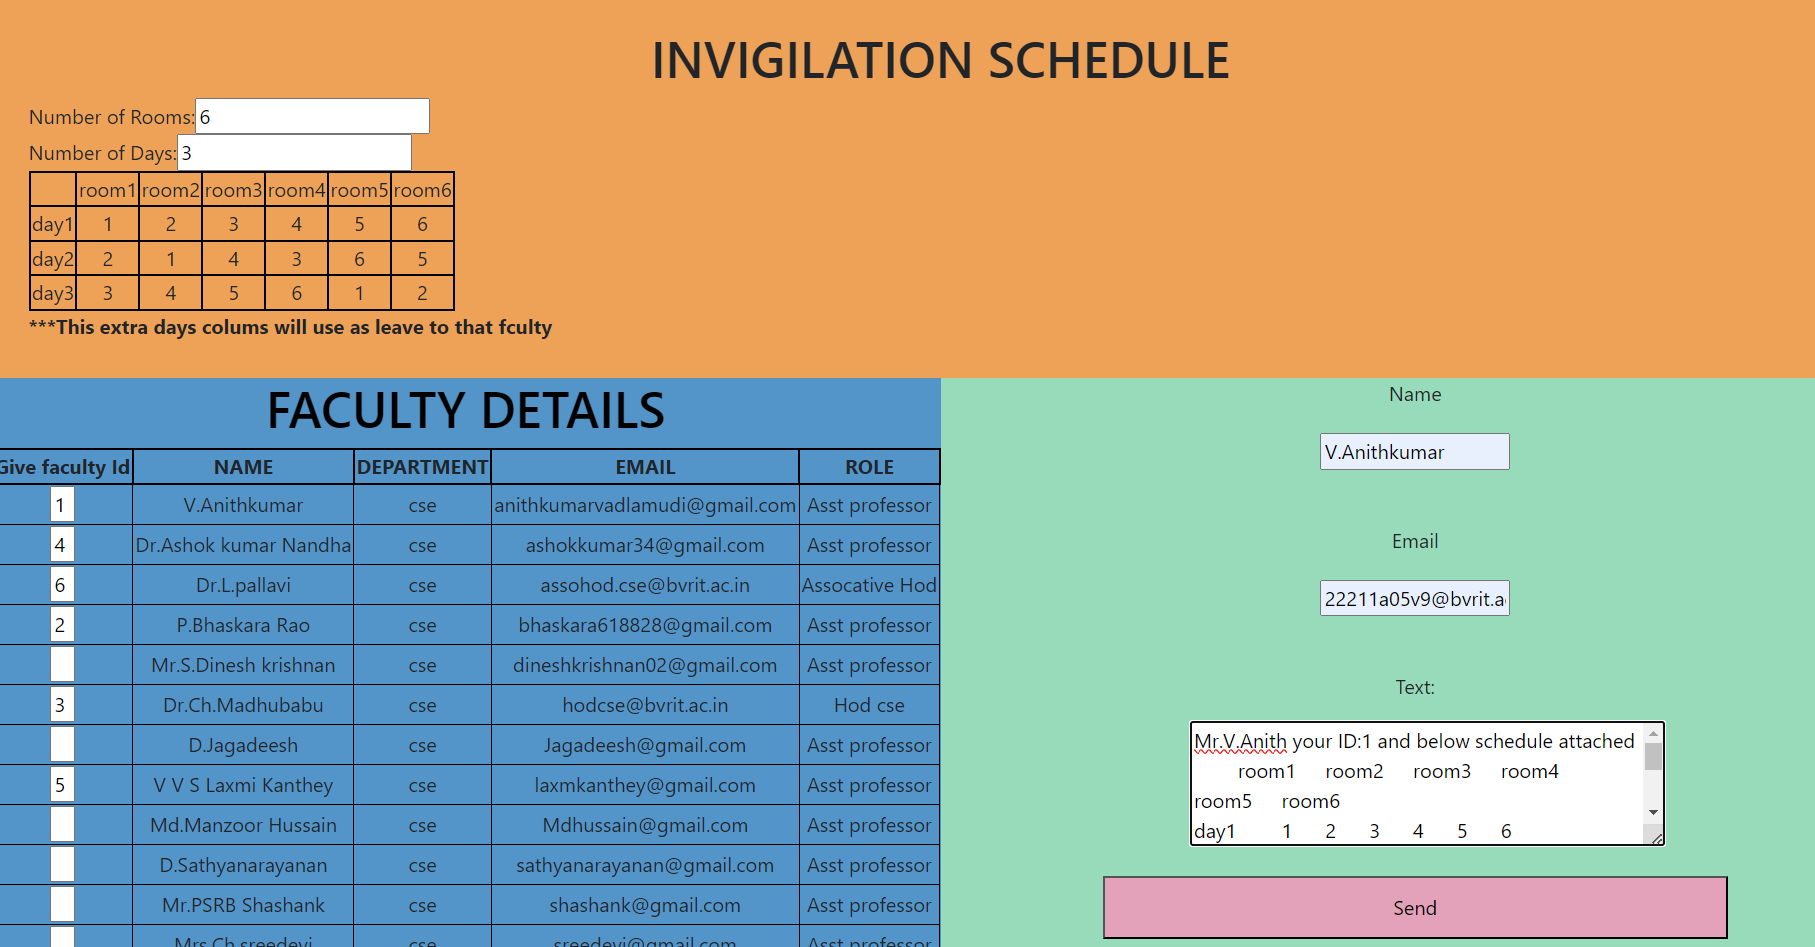 INVIGILATION SCHEDULE
Number of Rooms: 6
Number of Days: 3
room1 room2 room3 room4 room5 room6
day1 1 2 3 4 5 6
day2 2 1 4 3 6 5
day3 3 4 5 6 1 2
***This extra days colums will use as leave to that fculty
FACULTY DETAILS
Give faculty Id NAME DEPARTMENT EMAIL ROLE
1 V.Anithkumar cse anithkumarvadlamudi@gmail.com Asst professor
4 Dr.Ashok kumar Nandha cse ashokkumar34@gmail.com Asst professor
6 Dr.L.pallavi cse assohod.cse@bvrit.ac.in Assocative Hod
2 P.Bhaskara Rao cse bhaskara618828@gmail.com Asst professor
Mr.S.Dinesh krishnan cse dineshkrishnan02@gmail.com Asst professor
3 Dr.Ch.Madhubabu cse hodcse@bvrit.ac.in Hod cse
D.Jagadeesh cse Jagadeesh@gmail.com Asst professor
5 V V S Laxmi Kanthey cse laxmkanthey@gmail.com Asst professor
Md.Manzoor Hussain cse Mdhussain@gmail.com Asst professor
D.Sathyanarayanan cse sathyanarayanan@gmail.com Asst professor
Mr.PSRB Shashank cse shashank@gmail.com Asst professor
Mrs.Ch.sreedevi cse sreedevi@gmail.com Asst professor
Name
V.Anithkumar
Email
22211a05v9@bvrit.a
Text:
Mr.V.Anith your ID:1 and below schedule attached
room1 room2 room3 room4
room5 room6
day1 1 2 3 4 5 6
Send